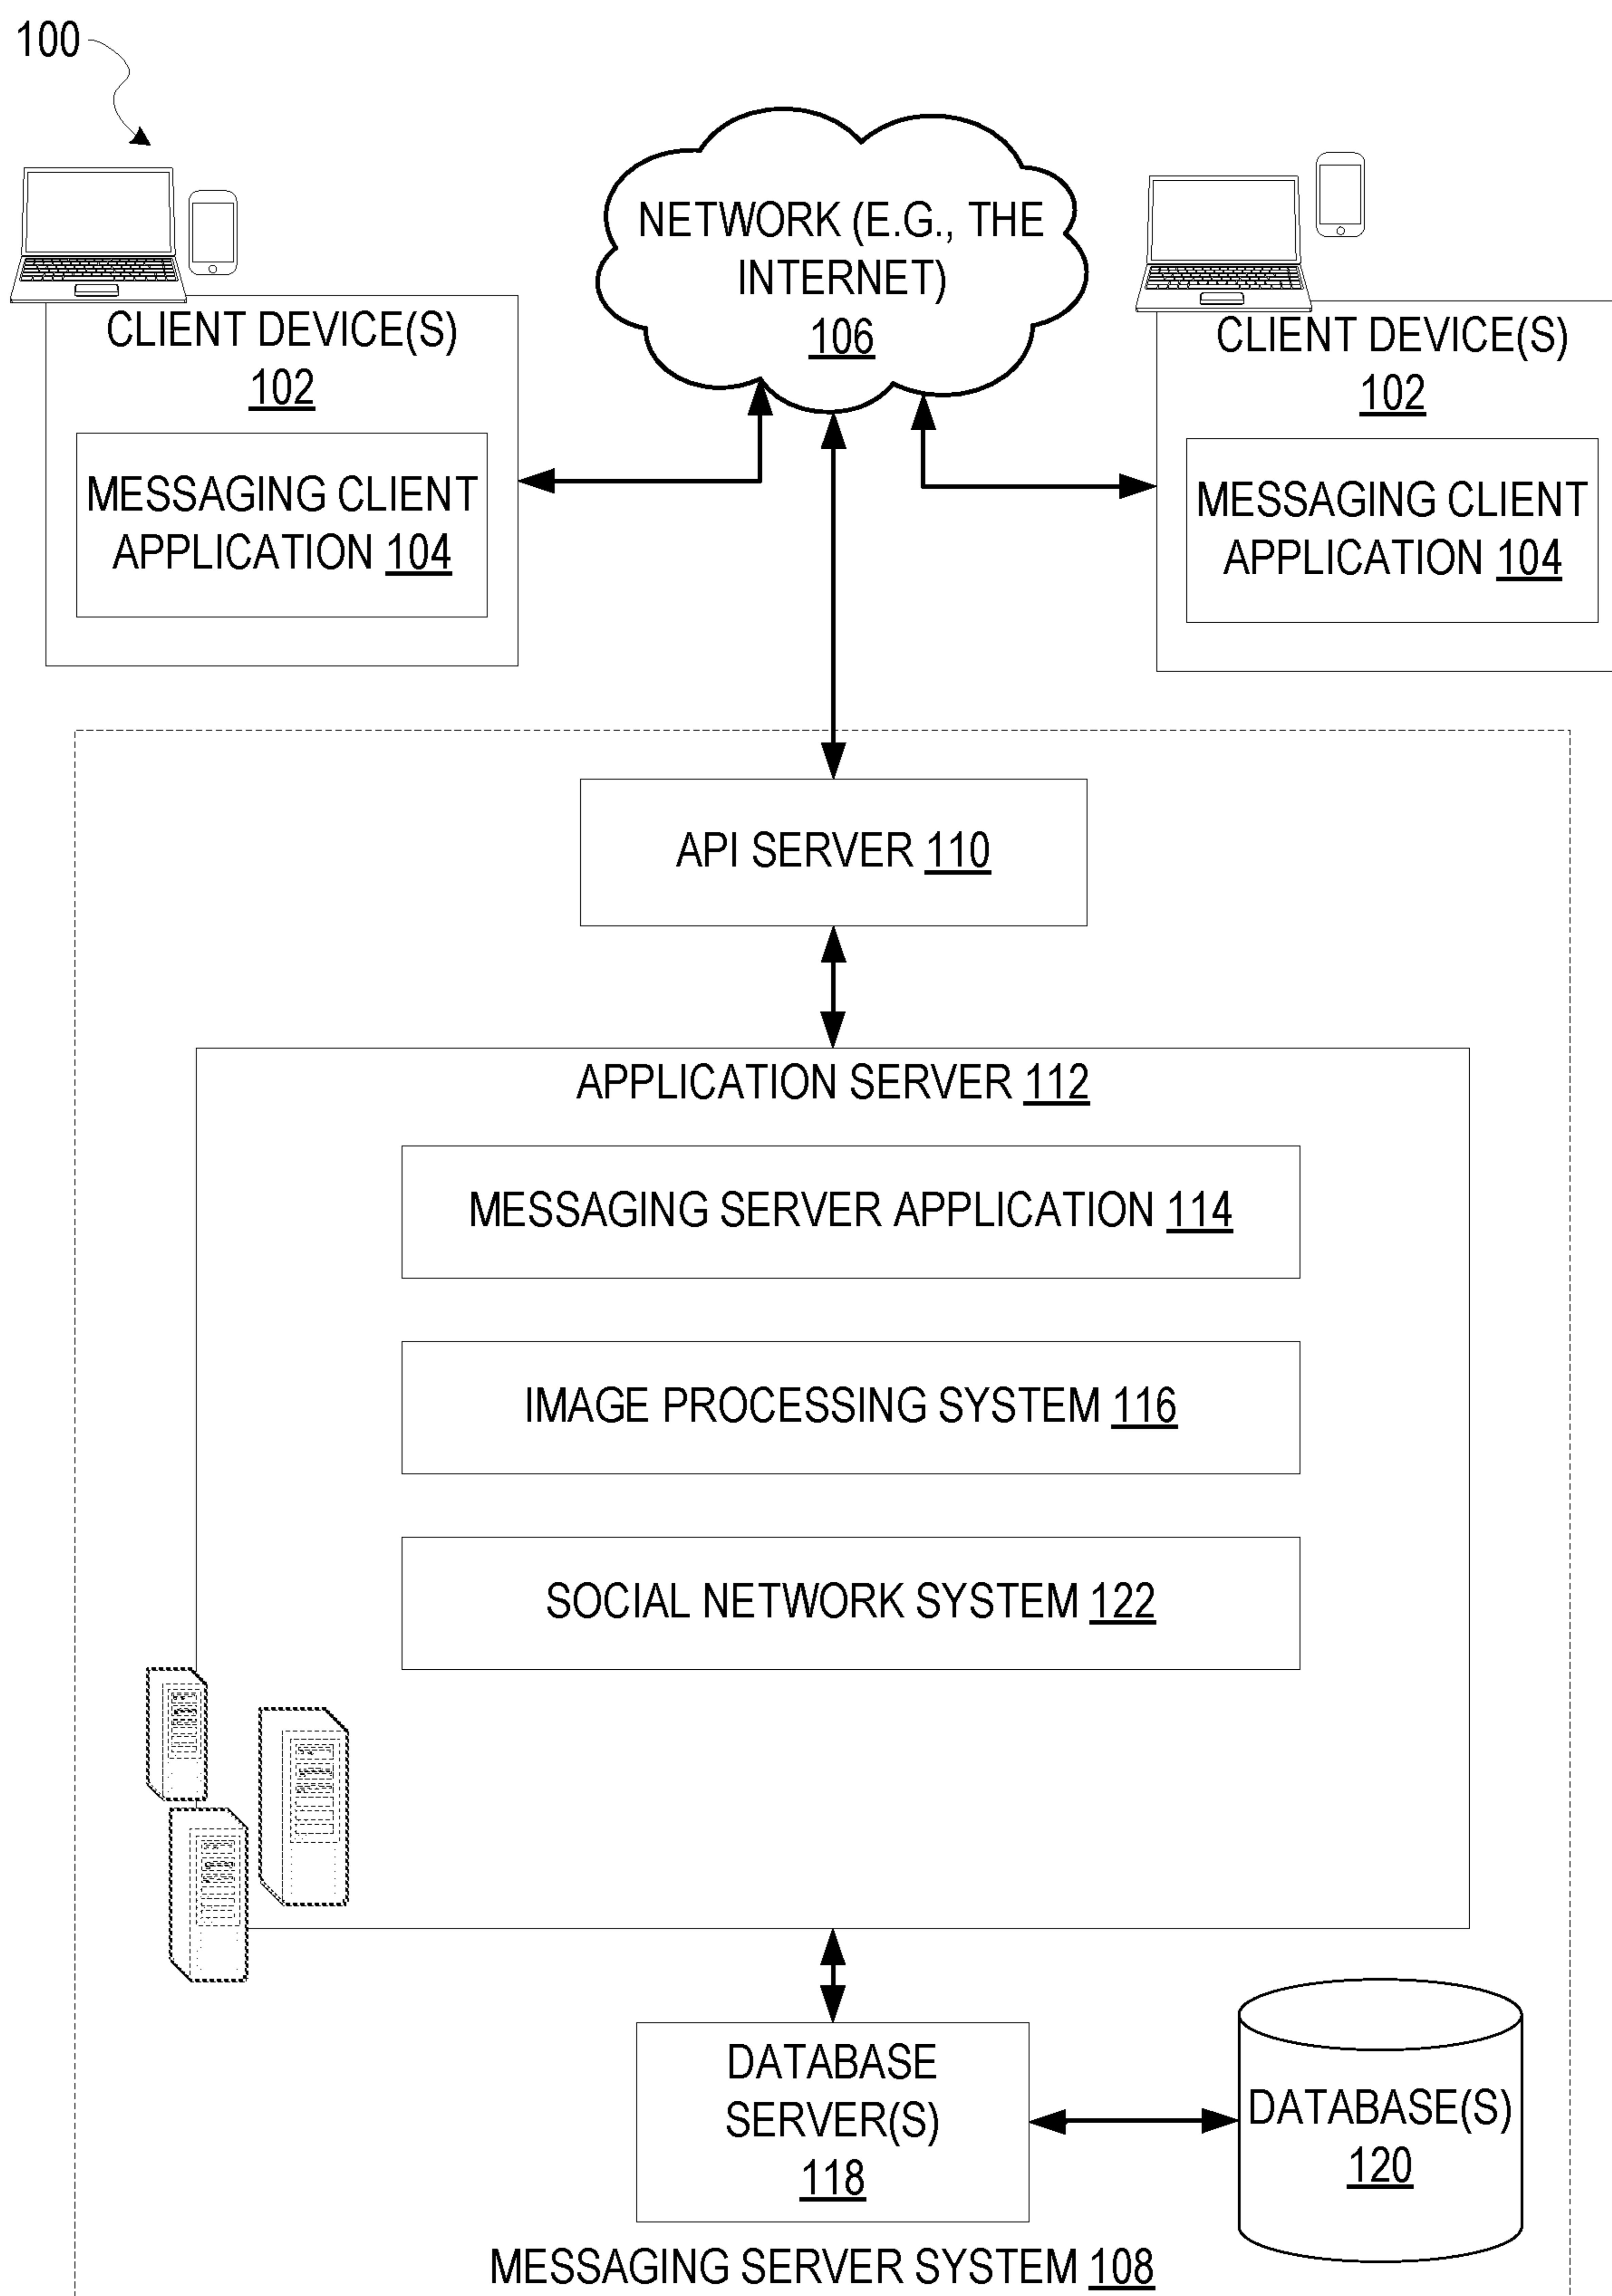 100
NETWORK (E.G., THE
INTERNET)
106
CLIENT DEVICE(S)
102
MESSAGING CLIENT
APPLICATION 104
CLIENT DEVICE(S)
102
MESSAGING CLIENT
APPLICATION 104
API SERVER 110
APPLICATION SERVER 112
MESSAGING SERVER APPLICATION 114
IMAGE PROCESSING SYSTEM 116
SOCIAL NETWORK SYSTEM 122
DATABASE
SERVER(S)
118
DATABASE(S)
120
MESSAGING SERVER SYSTEM 108